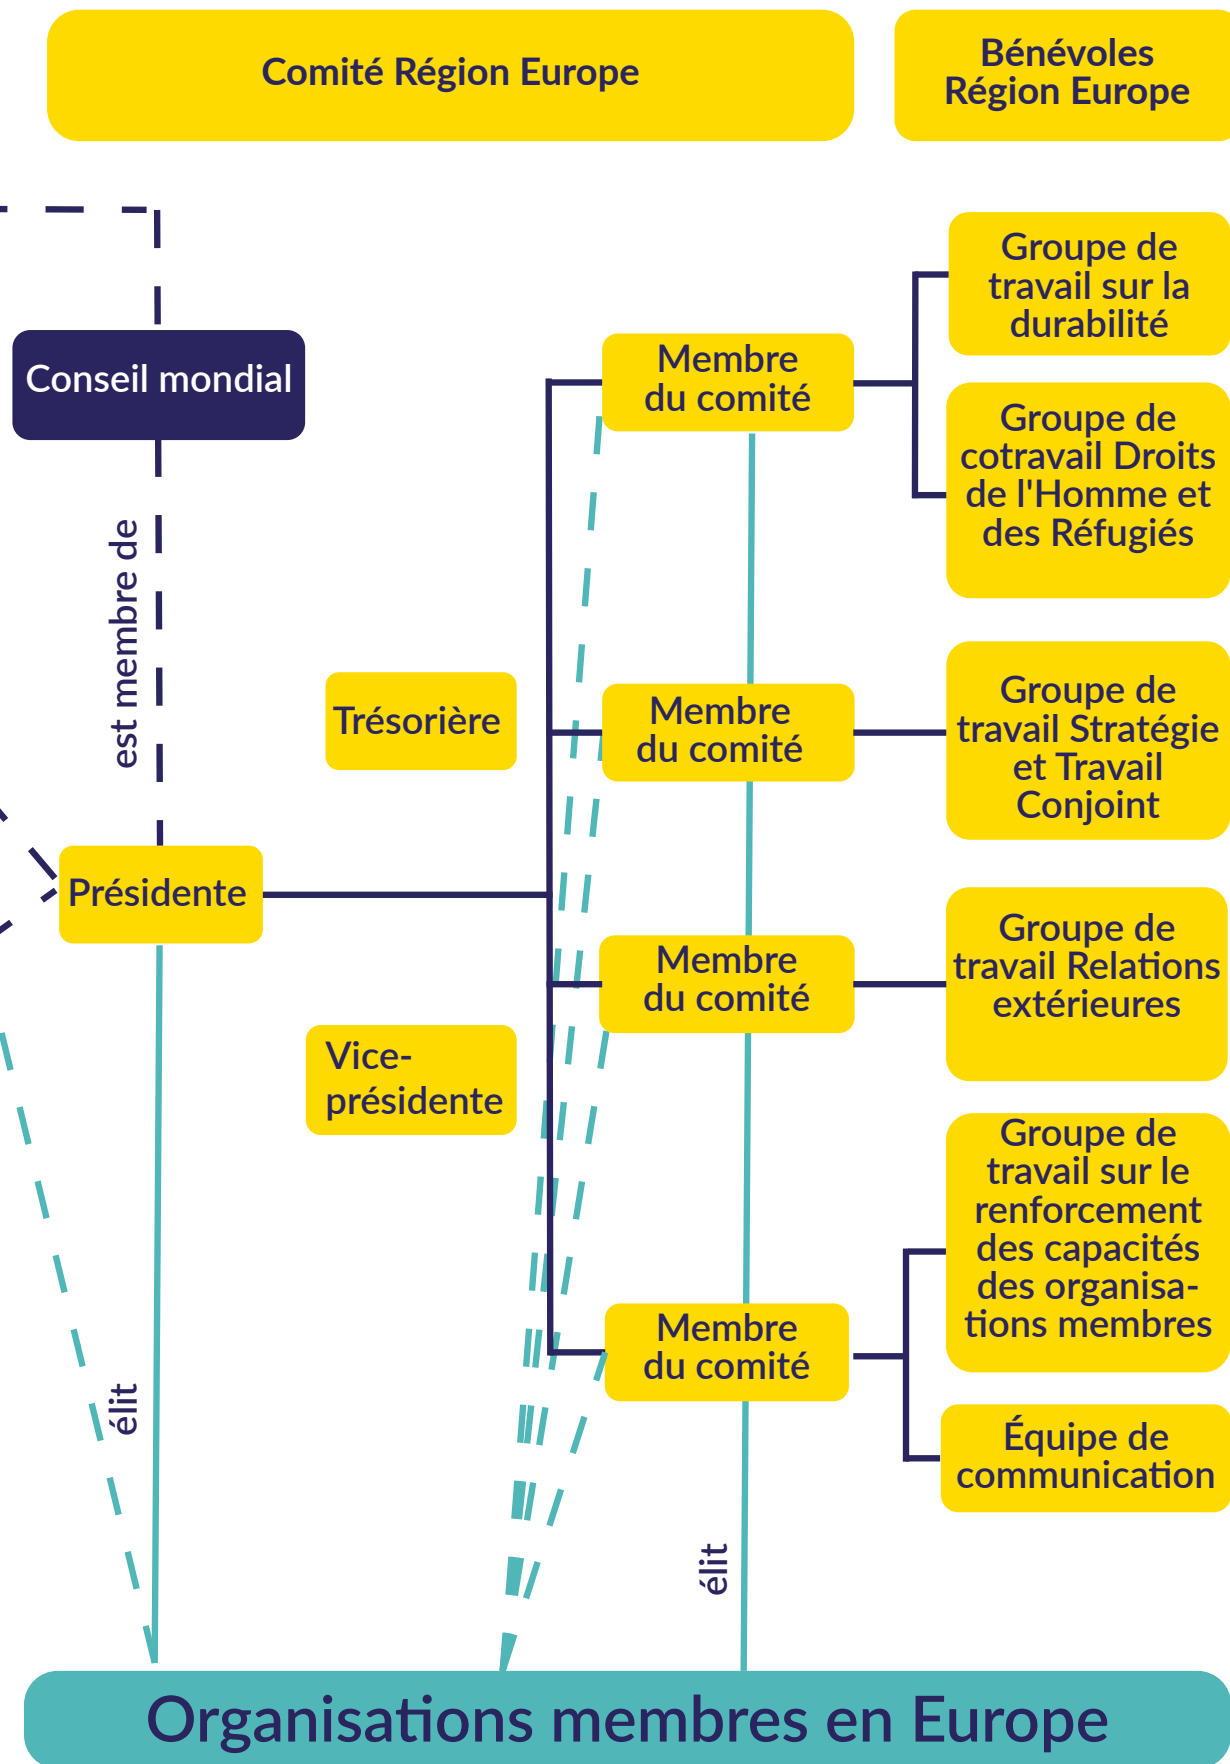 Comité Région Europe
Bénévoles
Région Europe
Conseil mondial
est membre de
Présidente
élit
Trésorière
Vice-
présidente
Membre
du comité
Membre
du comité
Membre
du comité
Membre
du comité
élit
Groupe de
travail sur la
durabilité
Groupe de
cotravail Droits
de l'Homme et
des Réfugiés
Groupe de
travail Stratégie
et Travail
Conjoint
Groupe de
travail Relations
extérieures
Groupe de
travail sur le
renforcement
des capacités
des organisa-
tions membres
Équipe de
communication
Organisations membres en Europe